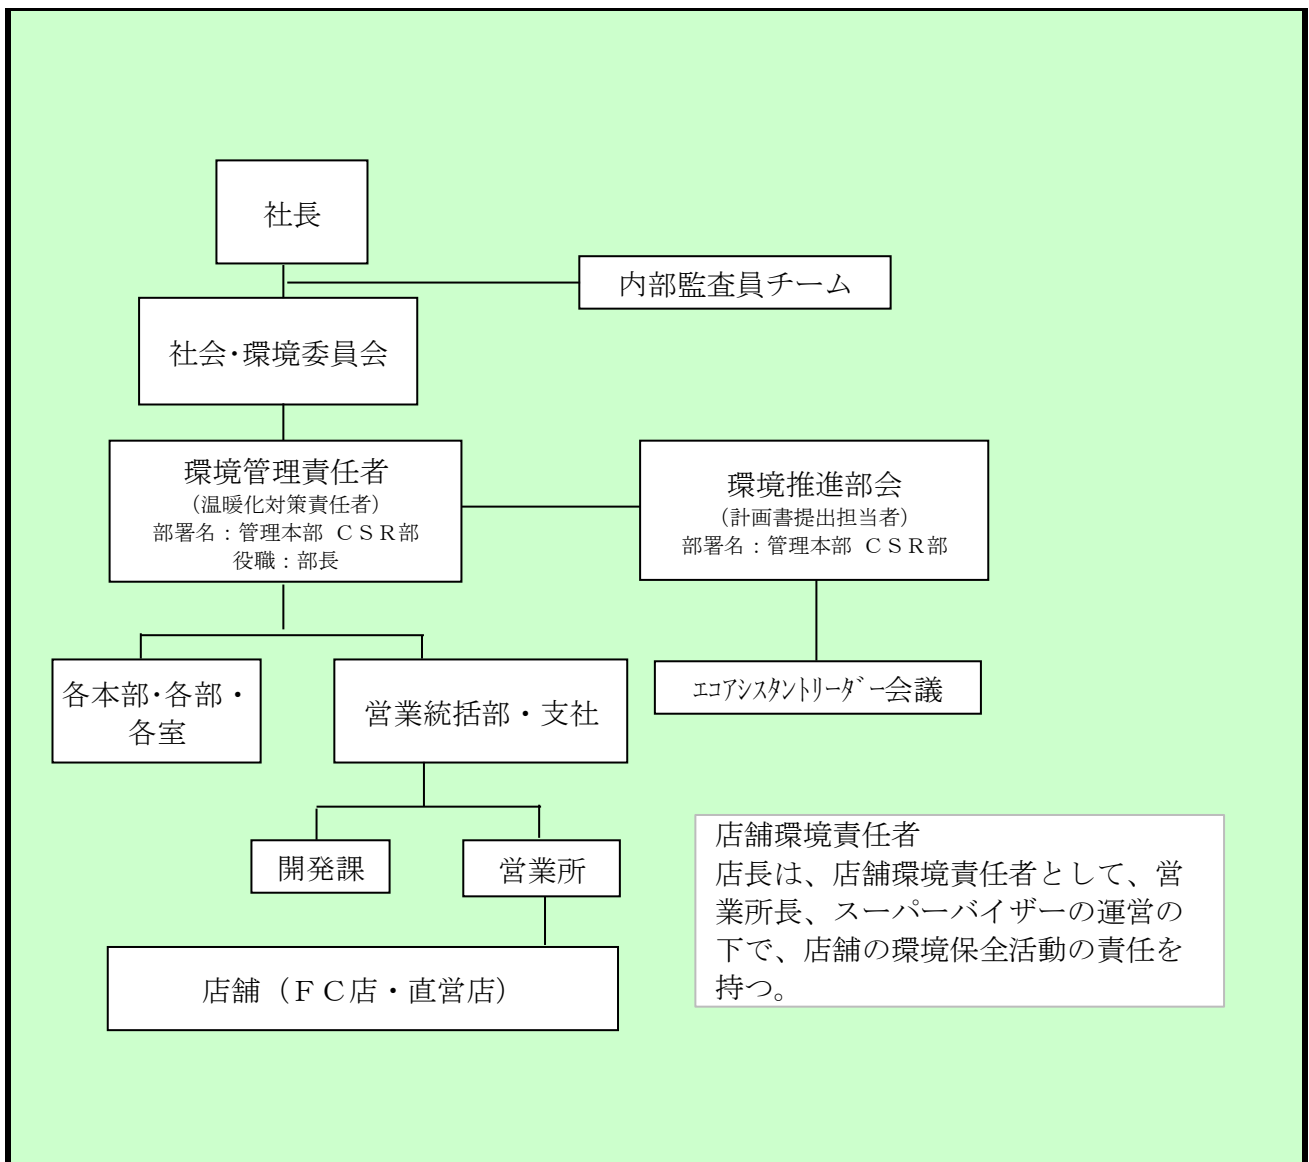 社長
内部監査員チーム
社会・環境委員会
環境管理責任者
（温暖化対策責任者）
部署名：管理本部 ＣＳＲ部
役職：部長
環境推進部会
（計画書提出担当者）
部署名：管理本部 ＣＳＲ部
各本部・各部・
各室
営業統括部・支社
ｴｺｱｼｽﾀﾝﾄﾘｰﾀﾞｰ会議
開発課
営業所
店舗（ＦＣ店・直営店）
店舗環境責任者
店長は、店舗環境責任者として、営
業所長、スーパーバイザーの運営の
下で、店舗の環境保全活動の責任を
持つ。